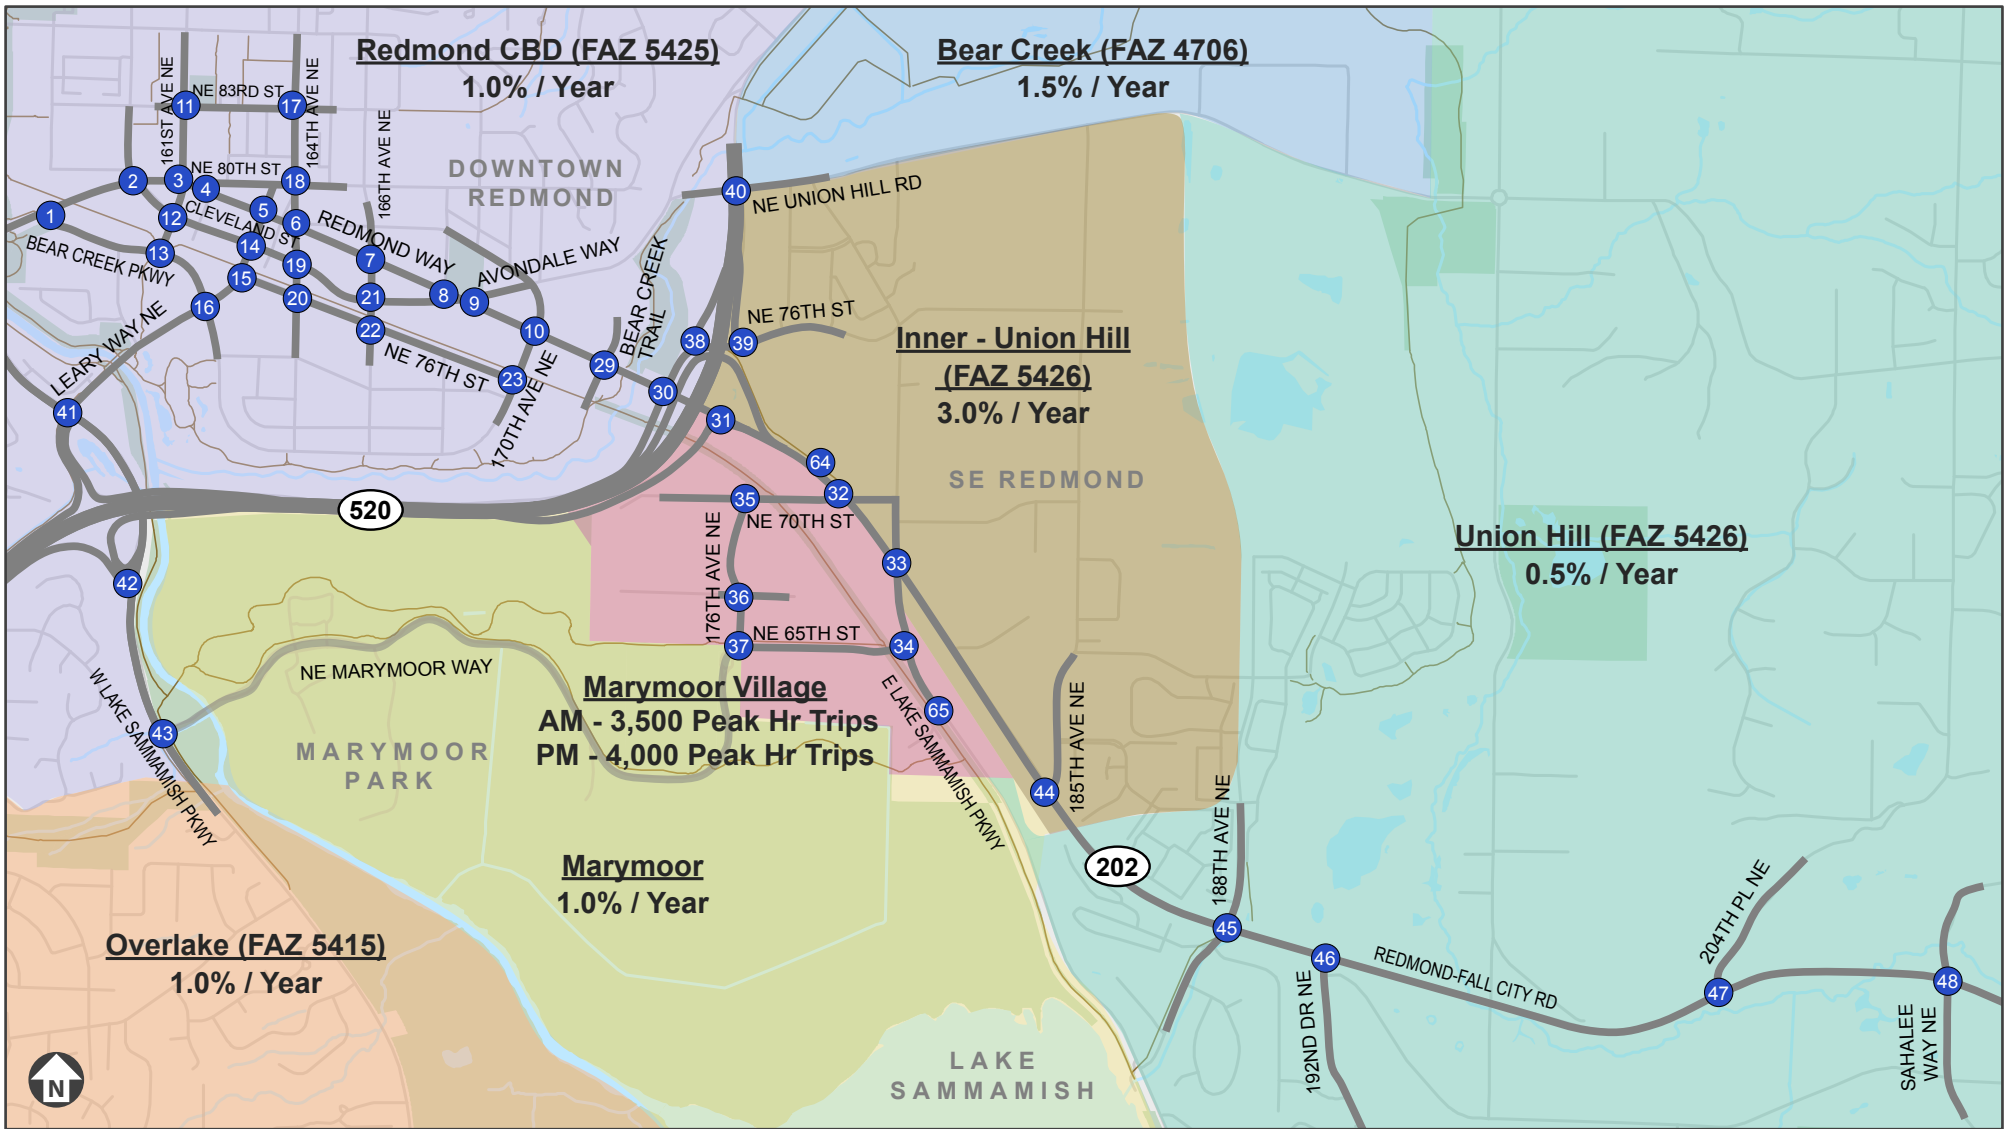 Redmond CBD (FAZ 5425)
1.0% / Year
Bear Creek (FAZ 4706)
1.5% / Year
161ST AVE NE
NE 83RD ST
164TH AVE NE
11
17
166TH AVE NE
DOWNTOWN
REDMOND
NE 80TH ST
2
3
4
18
40
NE UNION HILL RD
1
12
CLEVELAND ST
5
6
REDMOND WAY
BEAR CREEK PKWY
13
14
19
7
AVONDALE WAY
BEAR CREEK
TRAIL
15
20
21
8
9
16
22
10
LEARY WAY NE
NE 76TH ST
23
170TH AVE NE
29
38
39
NE 76TH ST
30
31
41
Inner - Union Hill
(FAZ 5426)
3.0% / Year
64
SE REDMOND
520
35
32
NE 70TH ST
176TH AVE NE
33
Union Hill (FAZ 5426)
0.5% / Year
42
36
37
NE 65TH ST
34
NE MARYMOOR WAY
W LAKE SAMMAMISH PKWY
Marymoor Village
AM - 3,500 Peak Hr Trips
PM - 4,000 Peak Hr Trips
65
E LAKE SAMMAMISH PKWY
43
MARYMOOR
PARK
44
185TH AVE NE
188TH AVE NE
Marymoor
1.0% / Year
202
Overlake (FAZ 5415)
1.0% / Year
45
46
192ND DR NE
REDMOND-FALL CITY RD
204TH PL NE
47
48
SAHALEE
WAY NE
LAKE
SAMMAMISH
N